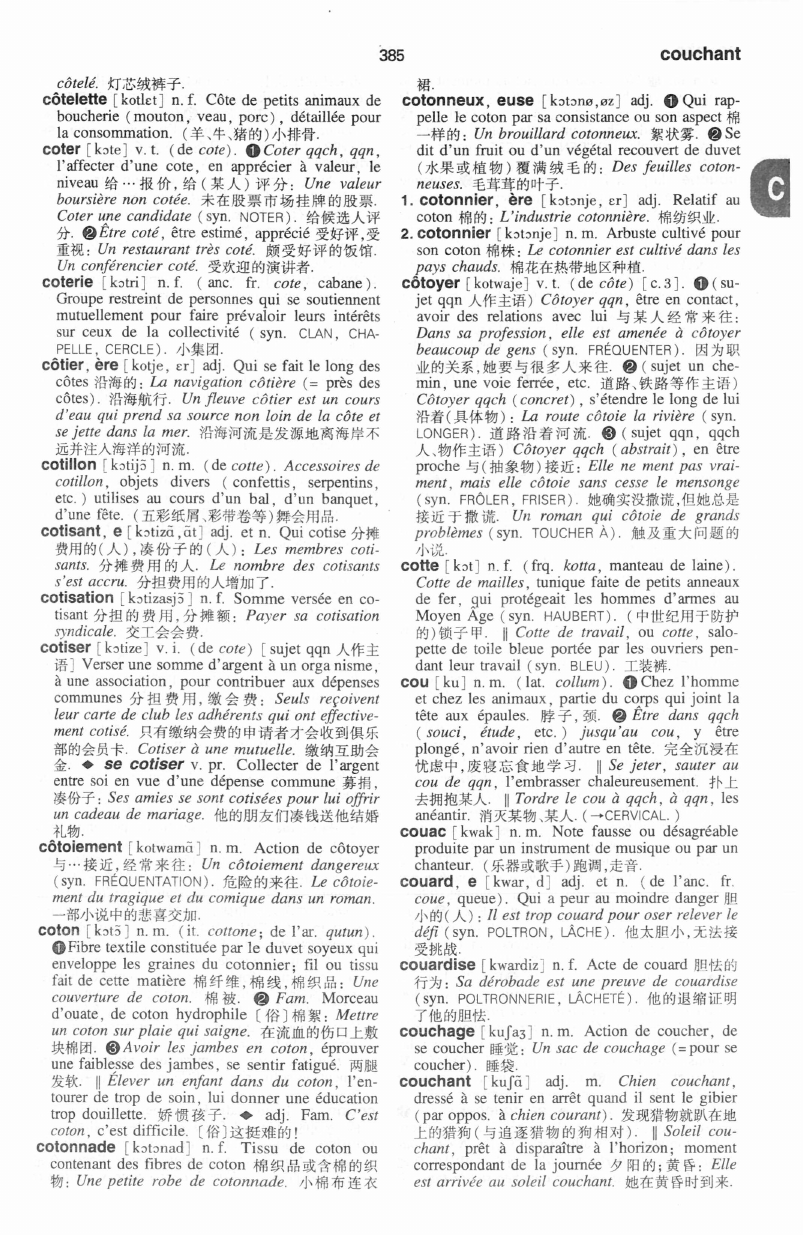 385
couchant
côtelé. 灯芯绒裤子.
côtelette [kotlɛt] n. f. Côte de petits animaux de
boucherie (mouton, veau, porc), détaillée pour
la consommation. (羊、牛、猪的)小排骨.
coter [kɔte] v. t. (de cote). ❶Coter qqch, qqn,
l'affecter d'une cote, en apprécier à valeur, le
niveau 给…报价,给(某人)评分: Une valeur
boursière non cotée. 未在股票市场挂牌的股票.
Coter une candidate (syn. NOTER). 给候选人评
分. ❷Être coté, être estimé, apprécié 受好评,受
重视: Un restaurant très coté. 颇受好评的饭馆.
Un conférencier coté. 受欢迎的演讲者.
coterie [kɔtri] n. f. (anc. fr. cote, cabane).
Groupe restreint de personnes qui se soutiennent
mutuellement pour faire prévaloir leurs intérêts
sur ceux de la collectivité (syn. CLAN, CHA-
PELLE, CERCLE). 小集团.
côtier, ère [kotje, ɛr] adj. Qui se fait le long des
côtes 沿海的: La navigation côtière (= près des
côtes). 沿海航行. Un fleuve côtier est un cours
d'eau qui prend sa source non loin de la côte et
se jette dans la mer. 沿海河流是发源地离海岸不
远并注人海洋的河流.
cotillon [kɔtijɔ̃] n. m. (de cotte). Accessoires de
cotillon, objets divers (confettis, serpentins,
etc.) utilises au cours d'un bal, d'un banquet,
d'une fête. (五彩纸屑、彩带卷等)舞会用品.
cotisant, e [kɔtizɑ̃,ɑ̃t] adj. et n. Qui cotise 分摊
费用的(人),凑份子的(人): Les membres coti-
sants. 分摊费用的人. Le nombre des cotisants
s'est accru. 分担费用的人增加了.
cotisation [kɔtizasjɔ̃] n. f. Somme versée en co-
tisant 分担的费用,分摊额: Payer sa cotisation
syndicale. 交工会会费.
cotiser [kɔtize] v. i. (de cote) [sujet qqn 人作主
语] Verser une somme d'argent à un orga nisme,
à une association, pour contribuer aux dépenses
communes 分担费用,缴会费: Seuls reçoivent
leur carte de club les adhérents qui ont effective-
ment cotisé. 只有缴纳会费的申请者才会收到俱乐
部的会员卡. Cotiser à une mutuelle. 缴纳互助会
金. ◆ se cotiser v. pr. Collecter de l'argent
entre soi en vue d'une dépense commune 募捐,
凑份子: Ses amies se sont cotisées pour lui offrir
un cadeau de mariage. 他的朋友们凑钱送他结婚
礼物.
côtoiement [kotwamɑ̃] n. m. Action de côtoyer
与…接近,经常来往: Un côtoiement dangereux
(syn. FRÉQUENTATION). 危险的来往. Le côtoie-
ment du tragique et du comique dans un roman.
一部小说中的悲喜交加.
coton [kɔtɔ̃] n. m. (it. cottone; de l'ar. qutun).
❶Fibre textile constituée par le duvet soyeux qui
enveloppe les graines du cotonnier; fil ou tissu
fait de cette matière 棉纤维,棉线,棉织品: Une
couverture de coton. 棉被. ❷ Fam. Morceau
d'ouate, de coton hydrophile [俗]棉絮: Mettre
un coton sur plaie qui saigne. 在流血的伤口上敷
块棉团. ❸Avoir les jambes en coton, éprouver
une faiblesse des jambes, se sentir fatigué. 两腿
发软. ‖ Élever un enfant dans du coton, l'en-
tourer de trop de soin, lui donner une éducation
trop douillette. 娇惯孩子. ◆ adj. Fam. C'est
coton, c'est difficile. [俗]这挺难的!
cotonnade [kɔtɔnad] n. f. Tissu de coton ou
contenant des fibres de coton 棉织品或含棉的织
物: Une petite robe de cotonnade. 小棉布连衣
裙.
cotonneux, euse [kɔtɔnø,øz] adj. ❶Qui rap-
pelle le coton par sa consistance ou son aspect 棉
一样的: Un brouillard cotonneux. 絮状雾. ❷Se
dit d'un fruit ou d'un végétal recouvert de duvet
(水果或植物)覆满绒毛的: Des feuilles coton-
neuses. 毛茸茸的叶子.
C
1. cotonnier, ère [kɔtɔnje, ɛr] adj. Relatif au
coton 棉的: L'industrie cotonnière. 棉纺织业.
2. cotonnier [kɔtɔnje] n. m. Arbuste cultivé pour
son coton 棉株: Le cotonnier est cultivé dans les
pays chauds. 棉花在热带地区种植.
côtoyer [kotwaje] v. t. (de côte) [c.3]. ❶(su-
jet qqn 人作主语) Côtoyer qqn, être en contact,
avoir des relations avec lui 与某人经常来往:
Dans sa profession, elle est amenée à côtoyer
beaucoup de gens (syn. FRÉQUENTER). 因为职
业的关系,她要与很多人来往. ❷(sujet un che-
min, une voie ferrée, etc. 道路、铁路等作主语)
Côtoyer qqch (concret), s'étendre le long de lui
沿着(具体物): La route côtoie la rivière (syn.
LONGER). 道路沿着河流. ❸(sujet qqn, qqch
人、物作主语) Côtoyer qqch (abstrait), en être
proche 与(抽象物)接近: Elle ne ment pas vrai-
ment, mais elle côtoie sans cesse le mensonge
(syn. FRÔLER, FRISER). 她确实没撒谎,但她总是
接近于撒谎. Un roman qui côtoie de grands
problèmes (syn. TOUCHER À). 触及重大问题的
小说.
cotte [kɔt] n. f. (frq. kotta, manteau de laine).
Cotte de mailles, tunique faite de petits anneaux
de fer, qui protégeait les hommes d'armes au
Moyen Âge (syn. HAUBERT). (中世纪用于防护
的)锁子甲. ‖ Cotte de travail, ou cotte, salo-
pette de toile bleue portée par les ouvriers pen-
dant leur travail (syn. BLEU). 工装裤.
cou [ku] n. m. (lat. collum). ❶Chez l'homme
et chez les animaux, partie du corps qui joint la
tête aux épaules. 脖子,颈. ❷ Être dans qqch
(souci, étude, etc.) jusqu'au cou, y être
plongé, n'avoir rien d'autre en tête. 完全沉浸在
忧虑中,废寝忘食地学习. ‖ Se jeter, sauter au
cou de qqn, l'embrasser chaleureusement. 扑上
去拥抱某人. ‖ Tordre le cou à qqch, à qqn, les
anéantir. 消灭某物、某人. (→CERVICAL.)
couac [kwak] n. m. Note fausse ou désagréable
produite par un instrument de musique ou par un
chanteur. (乐器或歌手)跑调,走音.
couard, e [kwar, d] adj. et n. (de l'anc. fr.
coue, queue). Qui a peur au moindre danger 胆
小的(人): Il est trop couard pour oser relever le
défi (syn. POLTRON, LÂCHE). 他太胆小,无法接
受挑战.
couardise [kwardiz] n. f. Acte de couard 胆怯的
行为: Sa dérobade est une preuve de couardise
(syn. POLTRONNERIE, LÂCHETÉ). 他的退缩证明
了他的胆怯.
couchage [kuʃaʒ] n. m. Action de coucher, de
se coucher 睡觉: Un sac de couchage (= pour se
coucher). 睡袋.
couchant [kuʃɑ̃] adj. m. Chien couchant,
dressé à se tenir en arrêt quand il sent le gibier
(par oppos. à chien courant). 发现猎物就趴在地
上的猎狗(与追逐猎物的狗相对). ‖ Soleil cou-
chant, prêt à disparaître à l'horizon; moment
correspondant de la journée 夕阳的;黄昏: Elle
est arrivée au soleil couchant. 她在黄昏时到来.